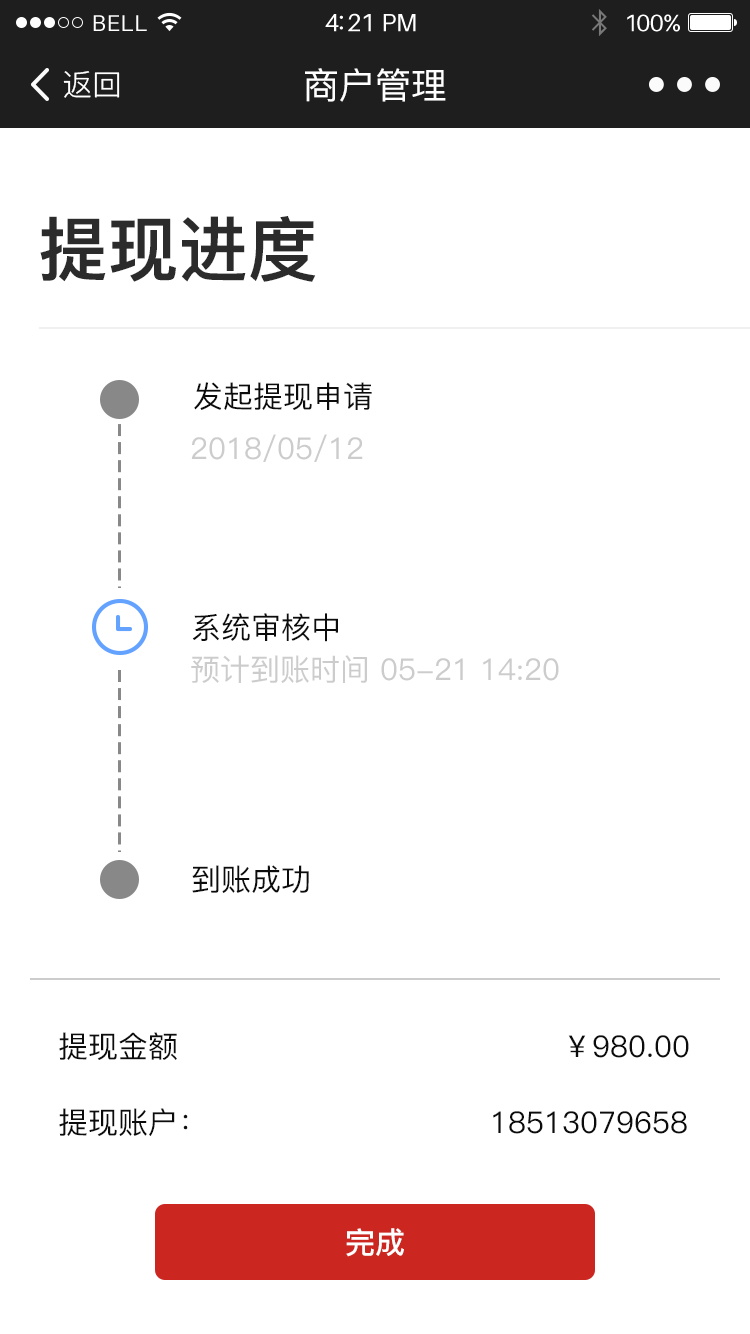 BELL 4:21 PM 100%
返回 商户管理
提现进度
发起提现申请
2018/05/12
系统审核中
预计到账时间 05-21 14:20
到账成功
提现金额 ¥980.00
提现账户: 18513079658
完成